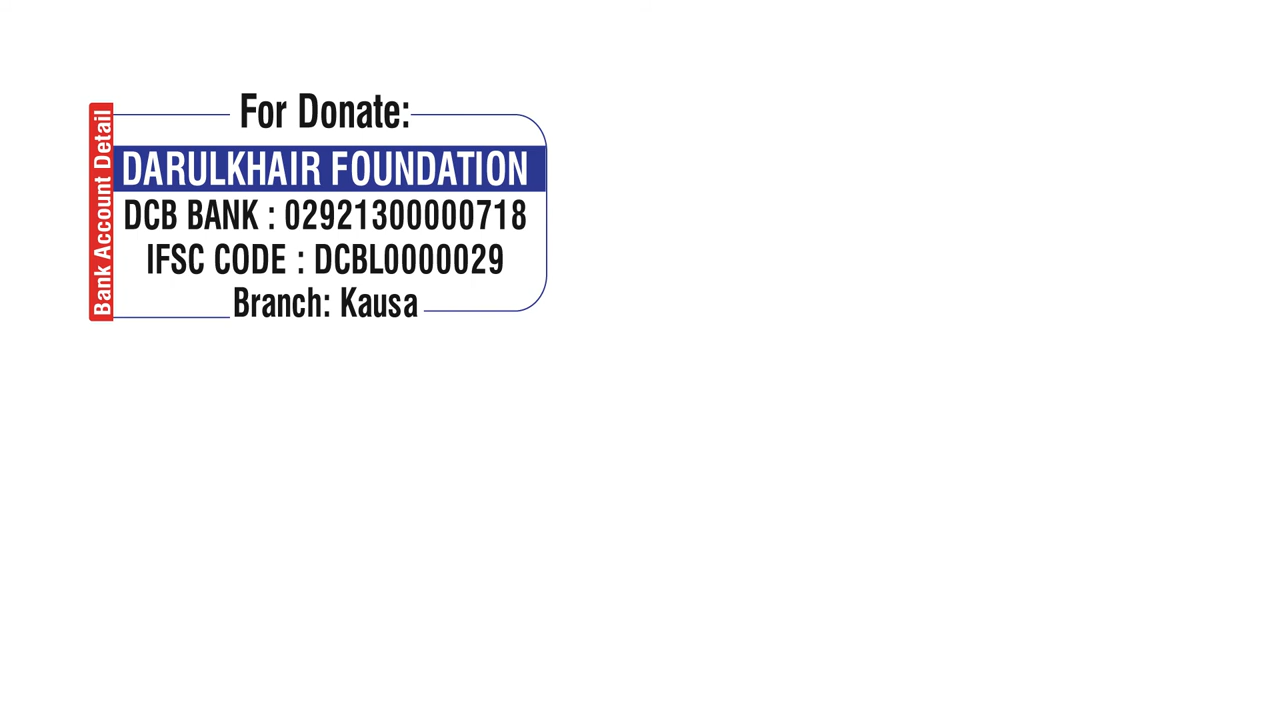 For Donate:
Bank Account Detail
DARULKHAIR FOUNDATION
DCB BANK : 02921300000718
IFSC CODE : DCBL0000029
Branch: Kausa